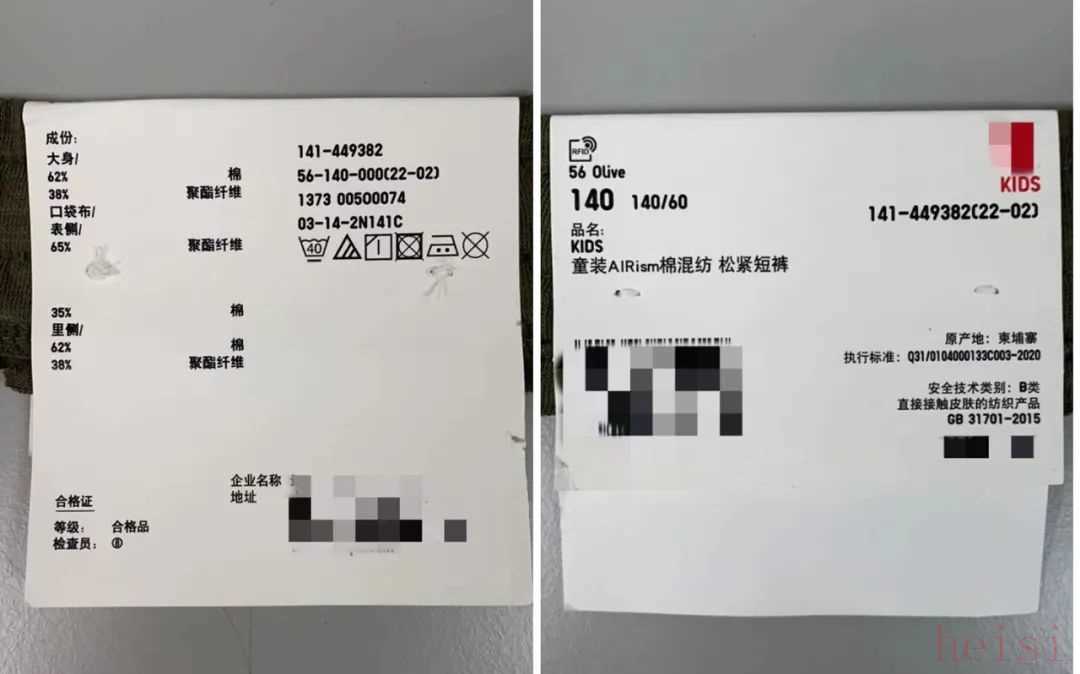 成份:
大身/
62% 棉
38% 聚酯纤维
口袋布/
表侧/
65% 聚酯纤维
35% 棉
里侧/
62% 棉
38% 聚酯纤维
141-449382
56-140-000(22-02)
1373 00500074
03-14-2N141C
40
企业名称
地址
合格证
等级: 合格品
检查员: ⑧
RFID
56 Olive
140 140/60
KIDS
141-449382(22-02)
品名:
KIDS
童装AIRism棉混纺 松紧短裤
原产地: 柬埔寨
执行标准: Q31/0104000133C003-2020
安全技术类别: B类
直接接触皮肤的纺织产品
GB 31701-2015
heisi